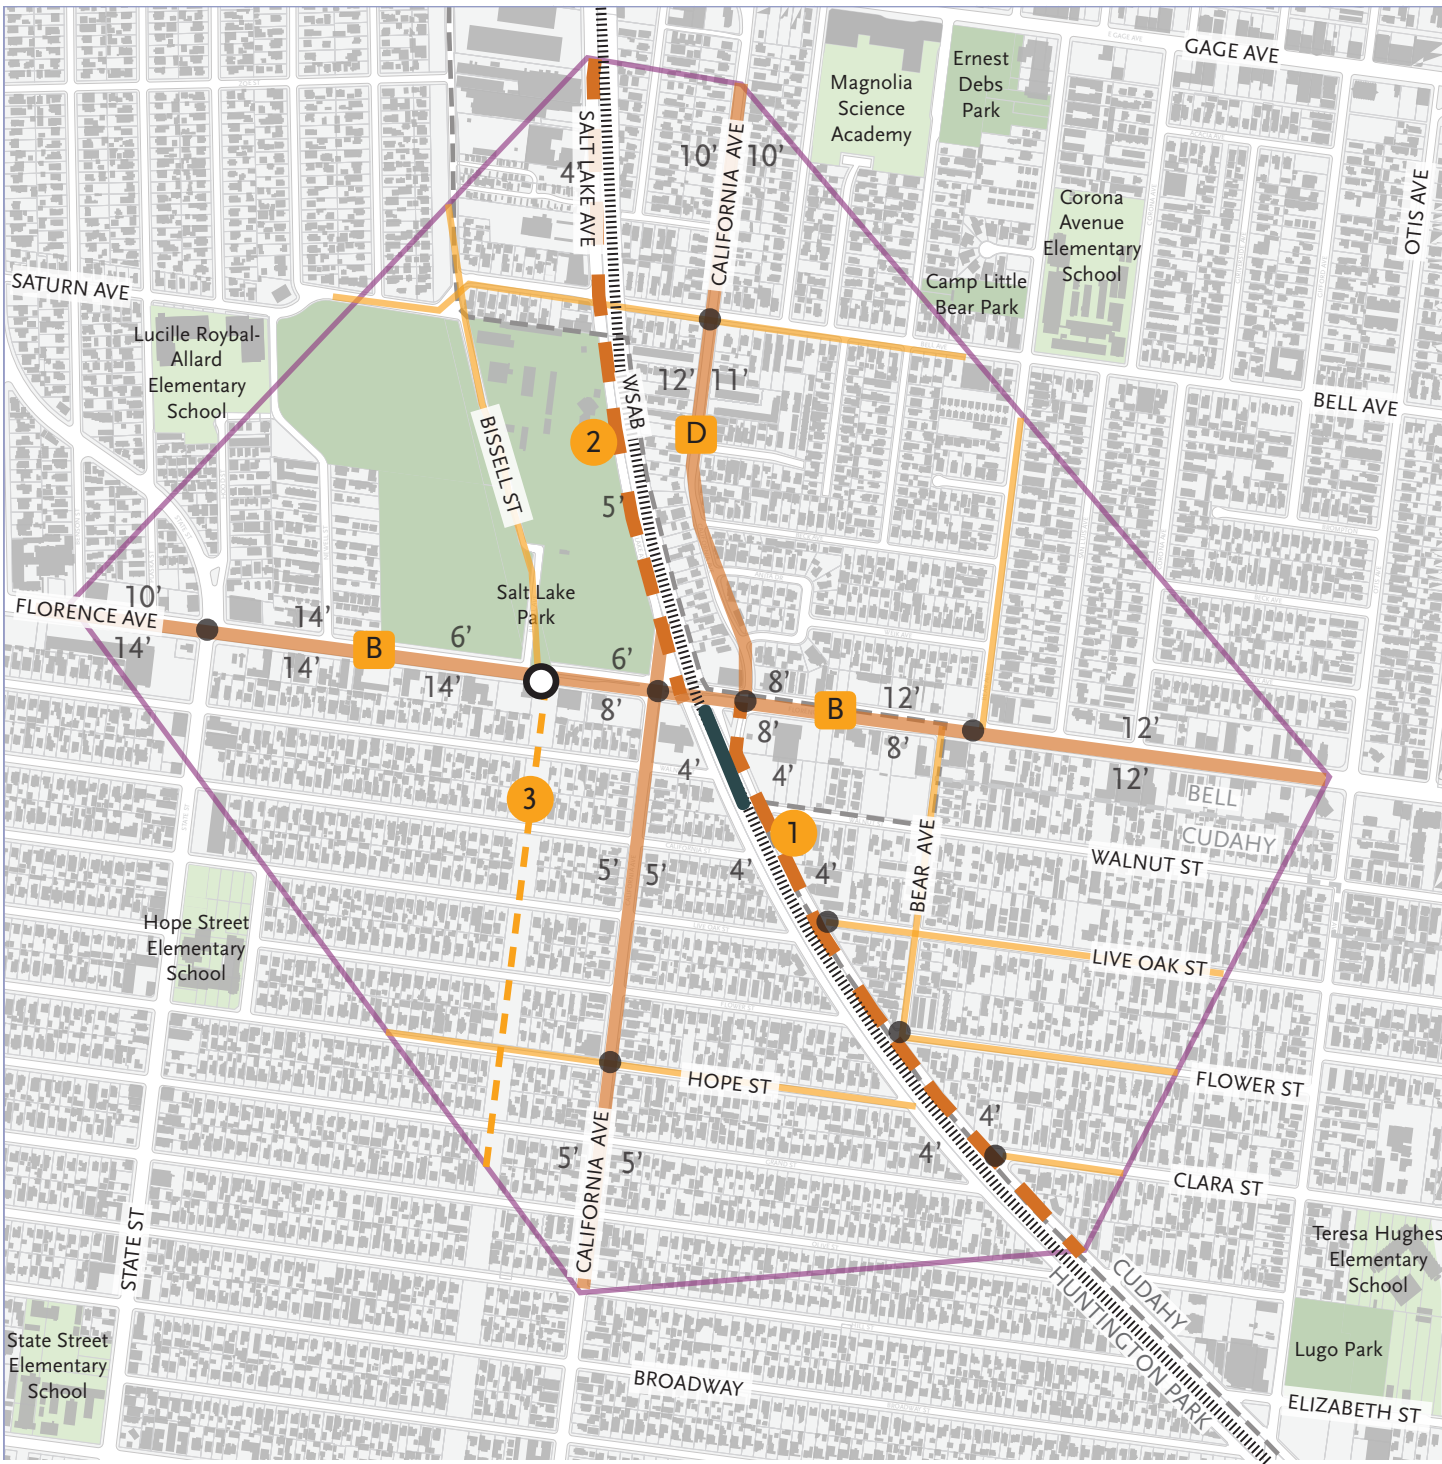 GAGE AVE
E GAGE AVE
Ernest
Debs
Park
Magnolia
Science
Academy
SALT LAKE AVE
4'
10'
10'
CALIFORNIA AVE
Corona
Avenue
Elementary
School
OTIS AVE
SATURN AVE
Camp Little
Bear Park
Lucille Roybal-
Allard
Elementary
School
BELL AVE
12'
11'
WSAB
BELL AVE
BISSELL ST
2
D
5'
Salt Lake
Park
10'
FLORENCE AVE
14'
14'
14'
B
6'
14'
6'
8'
8'
8'
B
12'
8'
12'
12'
BELL
CUDAHY
4'
4'
3
1
WALNUT ST
5'
5'
4'
4'
BEAR AVE
Hope Street
Elementary
School
LIVE OAK ST
HOPE ST
FLOWER ST
4'
4'
5'
5'
CLARA ST
CALIFORNIA AVE
STATE ST
Teresa Hughes
Elementary
School
CUDAHY
HUNTINGTON PARK
State Street
Elementary
School
Lugo Park
BROADWAY
ELIZABETH ST